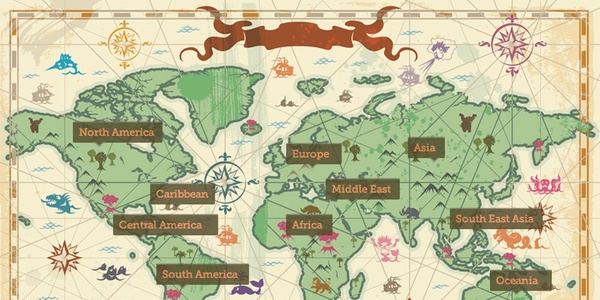 North America
Europe
Asia
Caribbean
Middle East
Central America
Africa
South East Asia
South America
Oceania